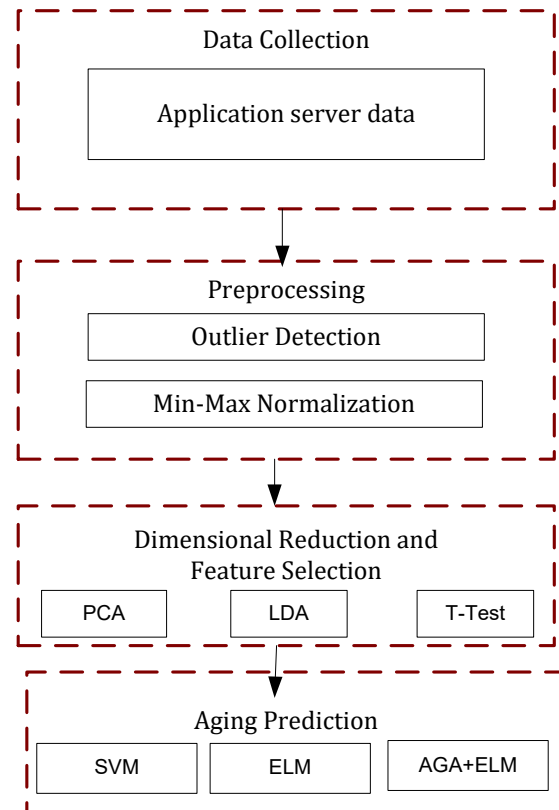 Data Collection
Application server data
Preprocessing
Outlier Detection
Min-Max Normalization
Dimensional Reduction and
Feature Selection
PCA
LDA
T-Test
Aging Prediction
SVM
ELM
AGA+ELM